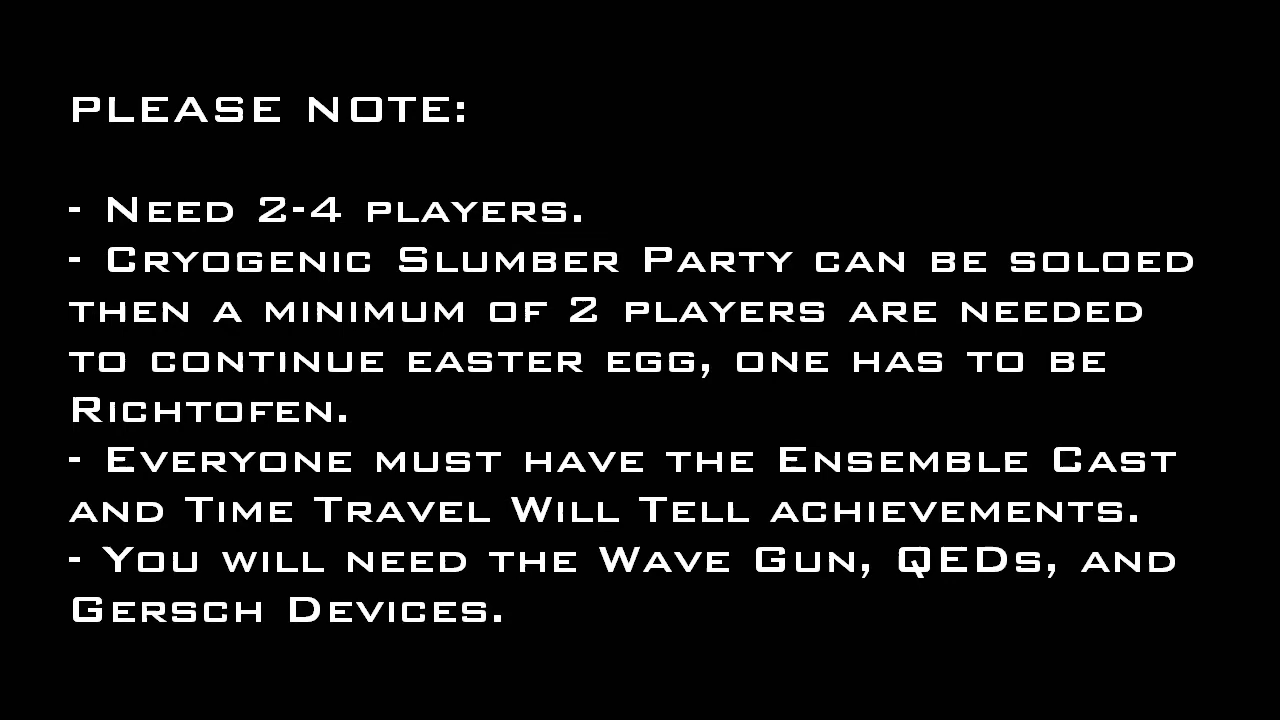 PLEASE NOTE:
- Need 2-4 players.
- Cryogenic Slumber Party can be soloed
then a minimum of 2 players are needed
to continue easter egg, one has to be
Richtofen.
- Everyone must have the Ensemble Cast
and Time Travel Will Tell achievements.
- You will need the Wave Gun, QEDs, and
Gersch Devices.